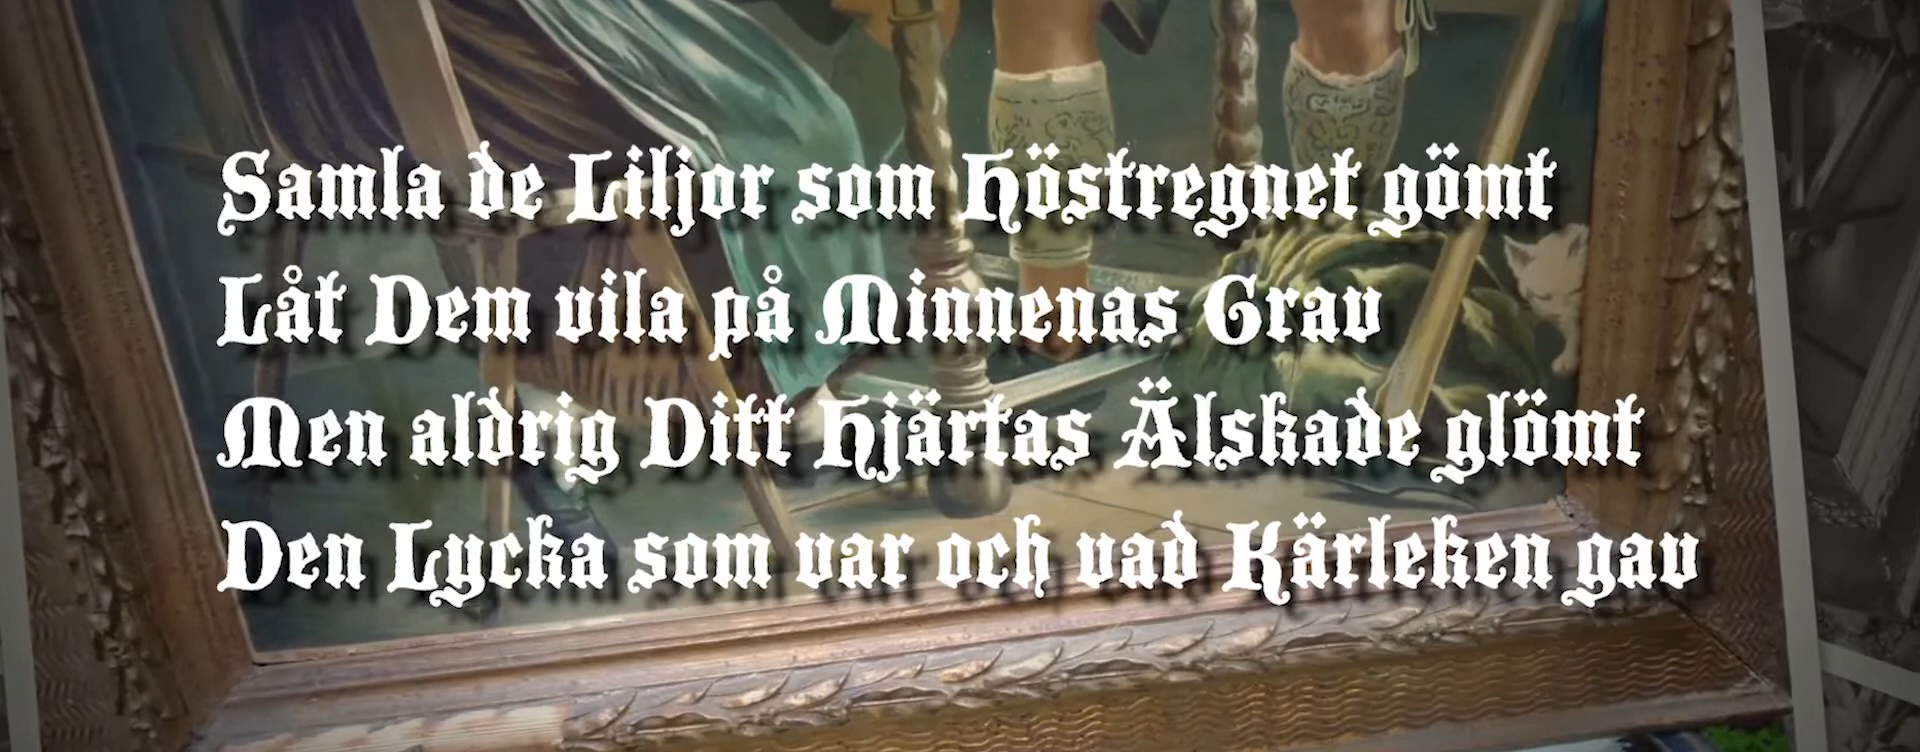 Samla de Liljor som Höstregnet gömt
Låt Dem vila på Minnenas Grav
Men aldrig Ditt Hjärtas Älskade glömt
Den Lycka som var och vad Kärleken gav